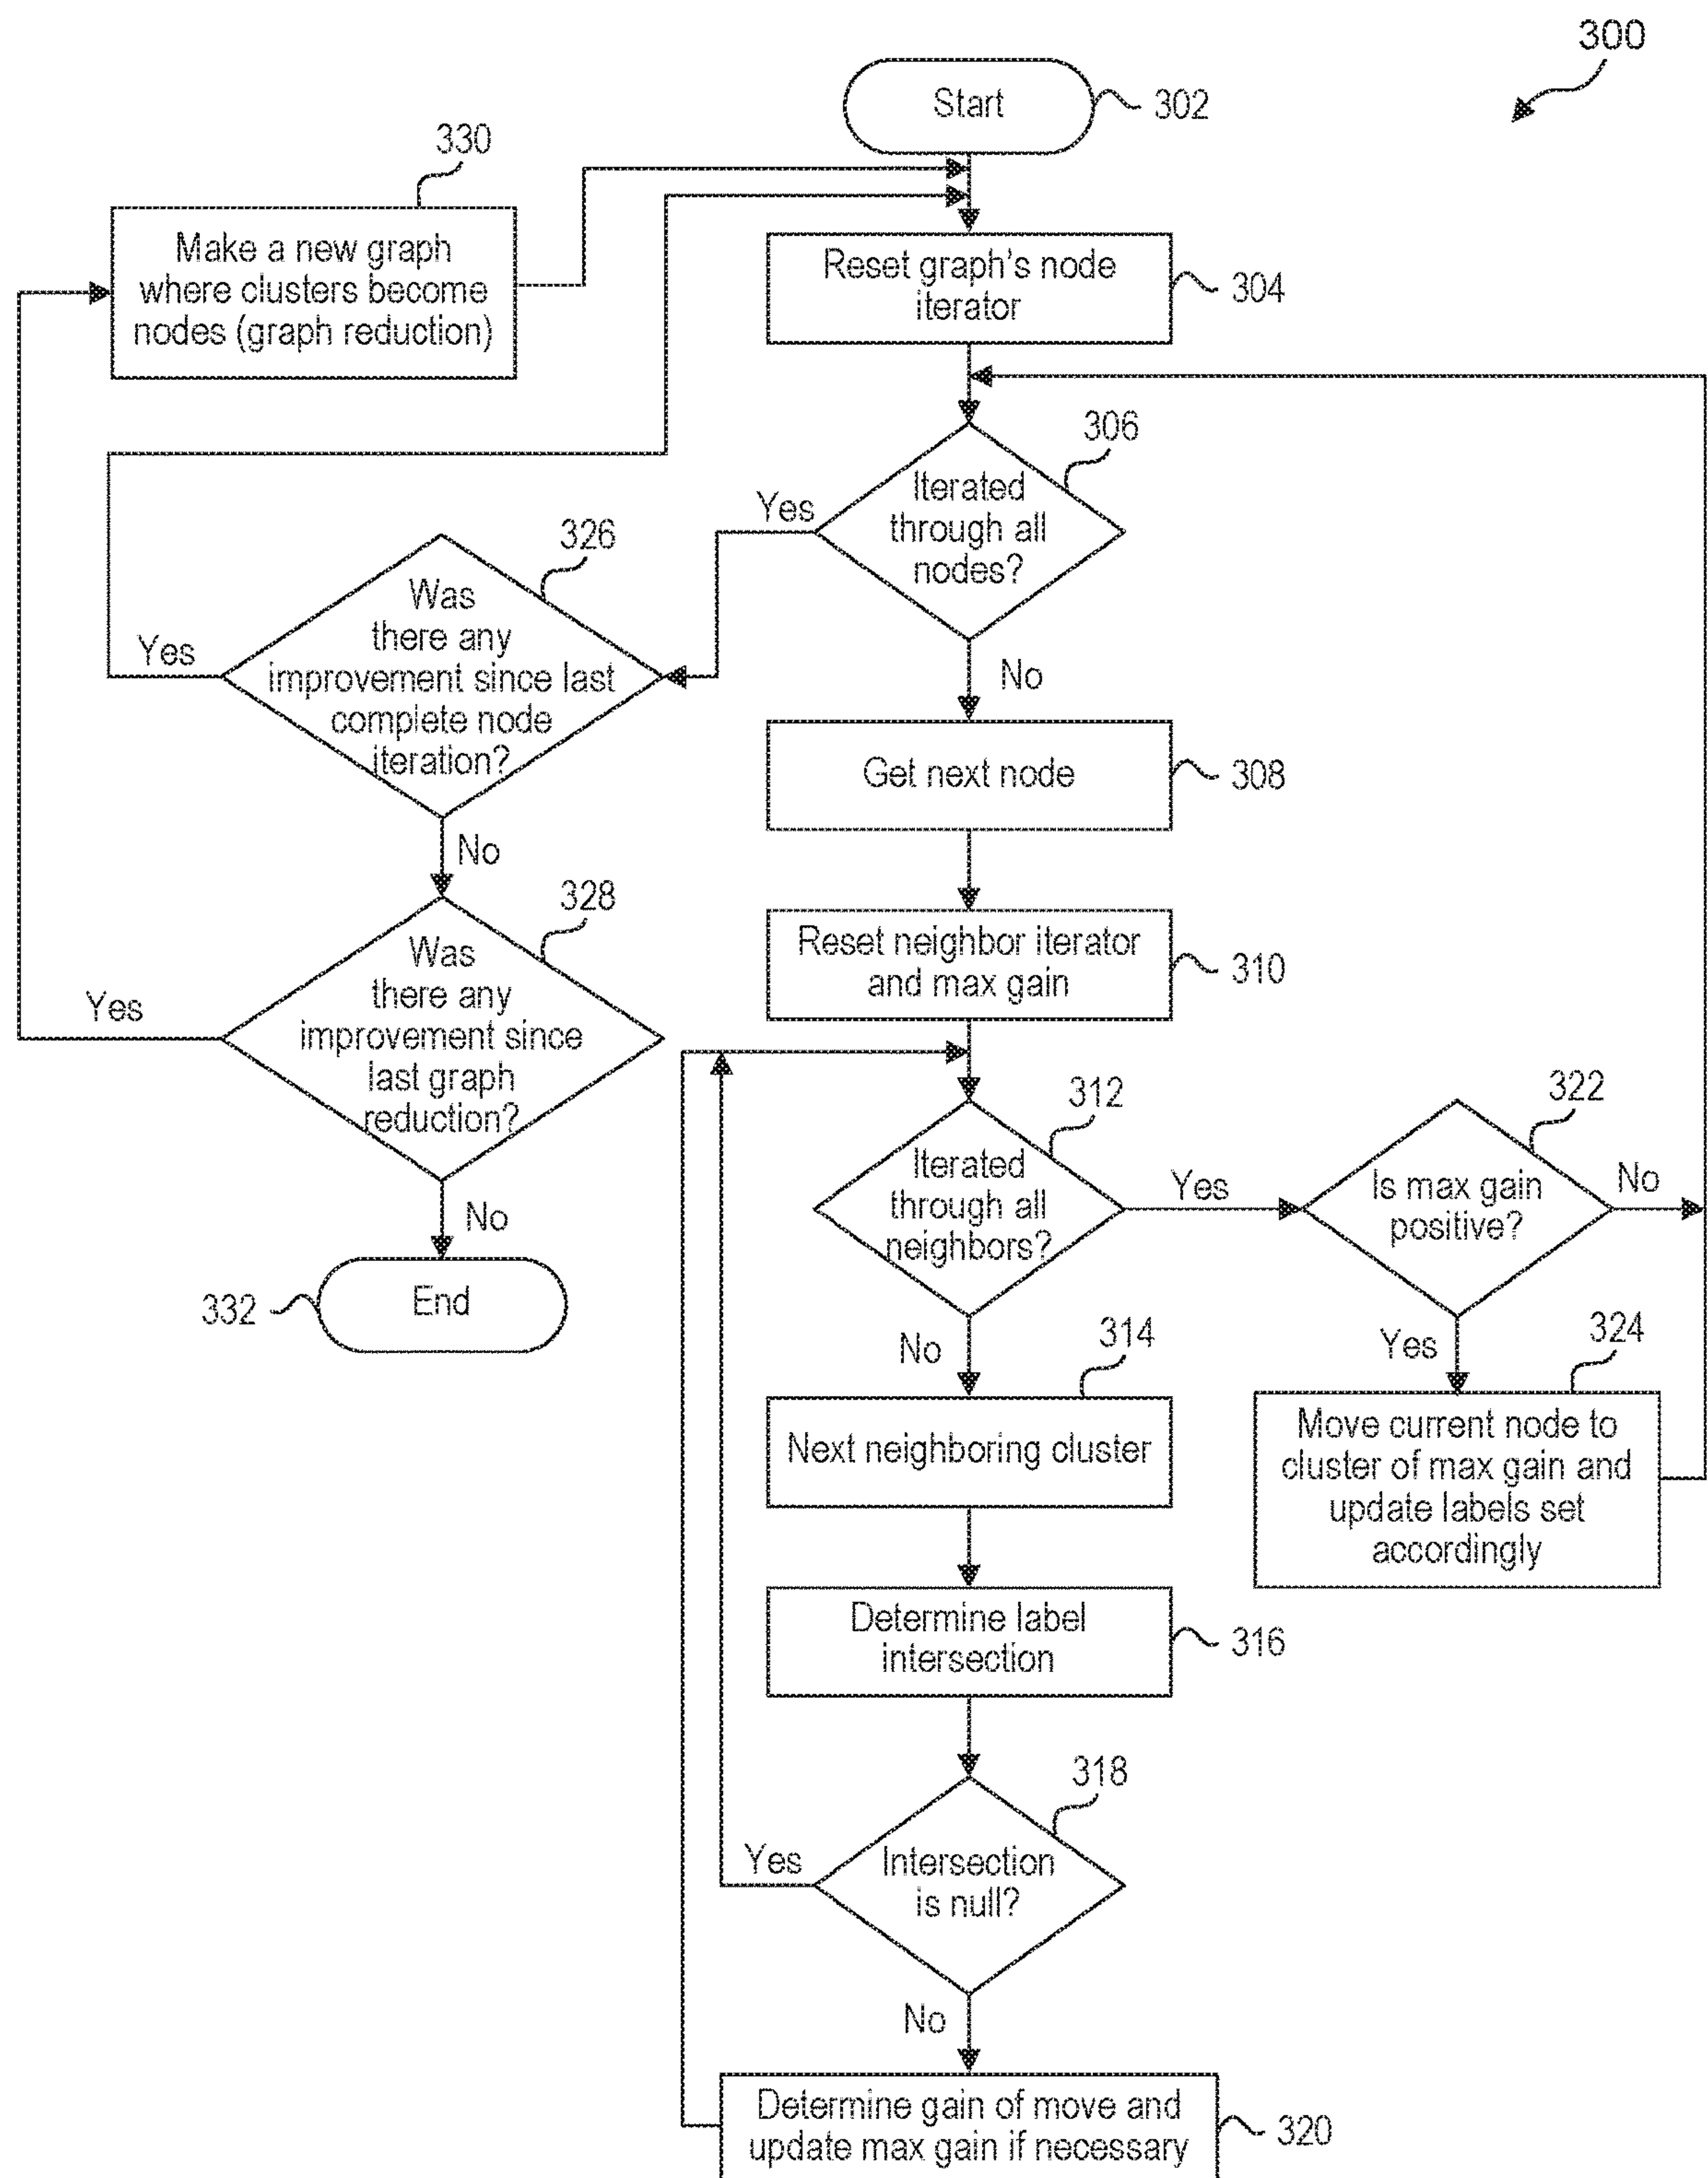 300
Start
302
330
Make a new graph
where clusters become
nodes (graph reduction)
Reset graph's node
iterator
304
306
Iterated
through all
nodes?
Yes
No
326
Was
there any
improvement since last
complete node
iteration?
Yes
No
Get next node
308
328
Was
there any
improvement since
last graph
reduction?
Yes
No
Reset neighbor iterator
and max gain
310
312
Iterated
through all
neighbors?
Yes
No
322
Is max gain
positive?
No
Yes
332
End
314
Next neighboring cluster
324
Move current node to
cluster of max gain and
update labels set
accordingly
Determine label
intersection
316
318
Intersection
is null?
Yes
No
Determine gain of move and
update max gain if necessary
320